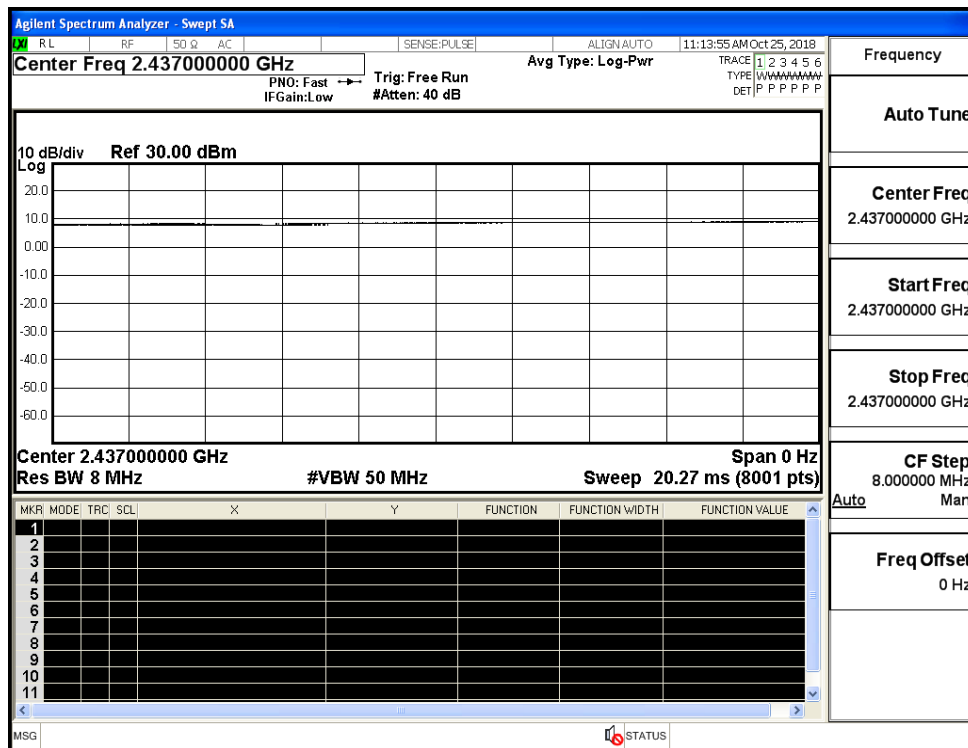 Agilent Spectrum Analyzer - Swept SA
LXI RL RF 50 Ω AC SENSE:PULSE ALIGN AUTO 11:13:55 AM Oct 25, 2018
Center Freq 2.437000000 GHz
PNO: Fast
IFGain:Low
Trig: Free Run
#Atten: 40 dB
Avg Type: Log-Pwr
TRACE 1 2 3 4 5 6
TYPE WWWWWW
DET P P P P P P
10 dB/div Ref 30.00 dBm
Log
20.0
10.0
0.00
-10.0
-20.0
-30.0
-40.0
-50.0
-60.0
Center 2.437000000 GHz Span 0 Hz
Res BW 8 MHz #VBW 50 MHz Sweep 20.27 ms (8001 pts)
MKR MODE TRC SCL X Y FUNCTION FUNCTION WIDTH FUNCTION VALUE
1
2
3
4
5
6
7
8
9
10
11
MSG STATUS
Frequency
Auto Tune
Center Freq
2.437000000 GHz
Start Freq
2.437000000 GHz
Stop Freq
2.437000000 GHz
CF Step
8.000000 MHz
Auto Man
Freq Offset
0 Hz